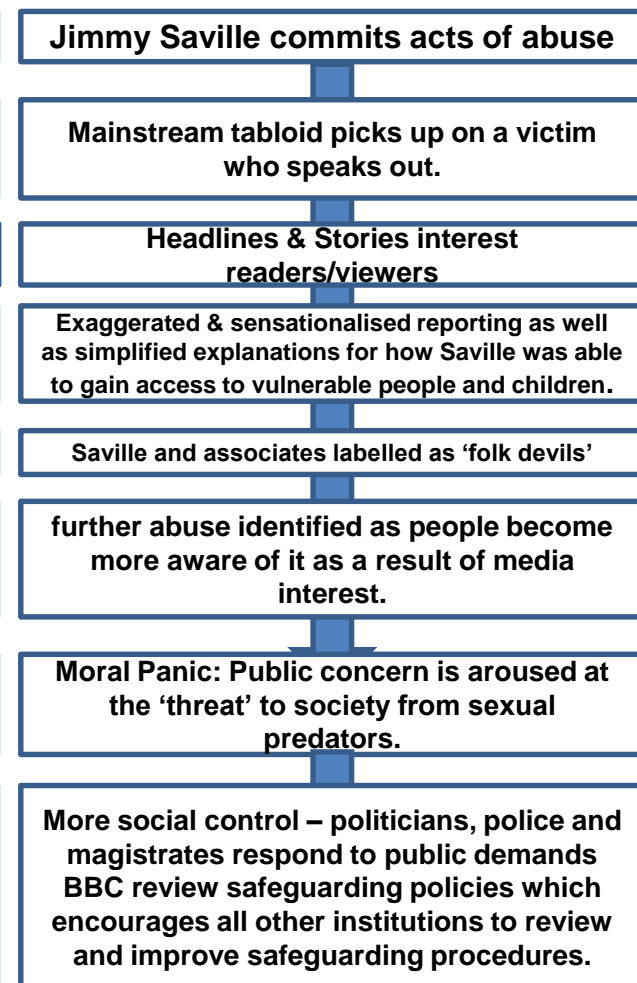 Jimmy Saville commits acts of abuse
Mainstream tabloid picks up on a victim
who speaks out.
Headlines & Stories interest
readers/viewers
Exaggerated & sensationalised reporting as well
as simplified explanations for how Saville was able
to gain access to vulnerable people and children.
Saville and associates labelled as ‘folk devils’
further abuse identified as people become
more aware of it as a result of media
interest.
Moral Panic: Public concern is aroused at
the ‘threat’ to society from sexual
predators.
More social control – politicians, police and
magistrates respond to public demands
BBC review safeguarding policies which
encourages all other institutions to review
and improve safeguarding procedures.